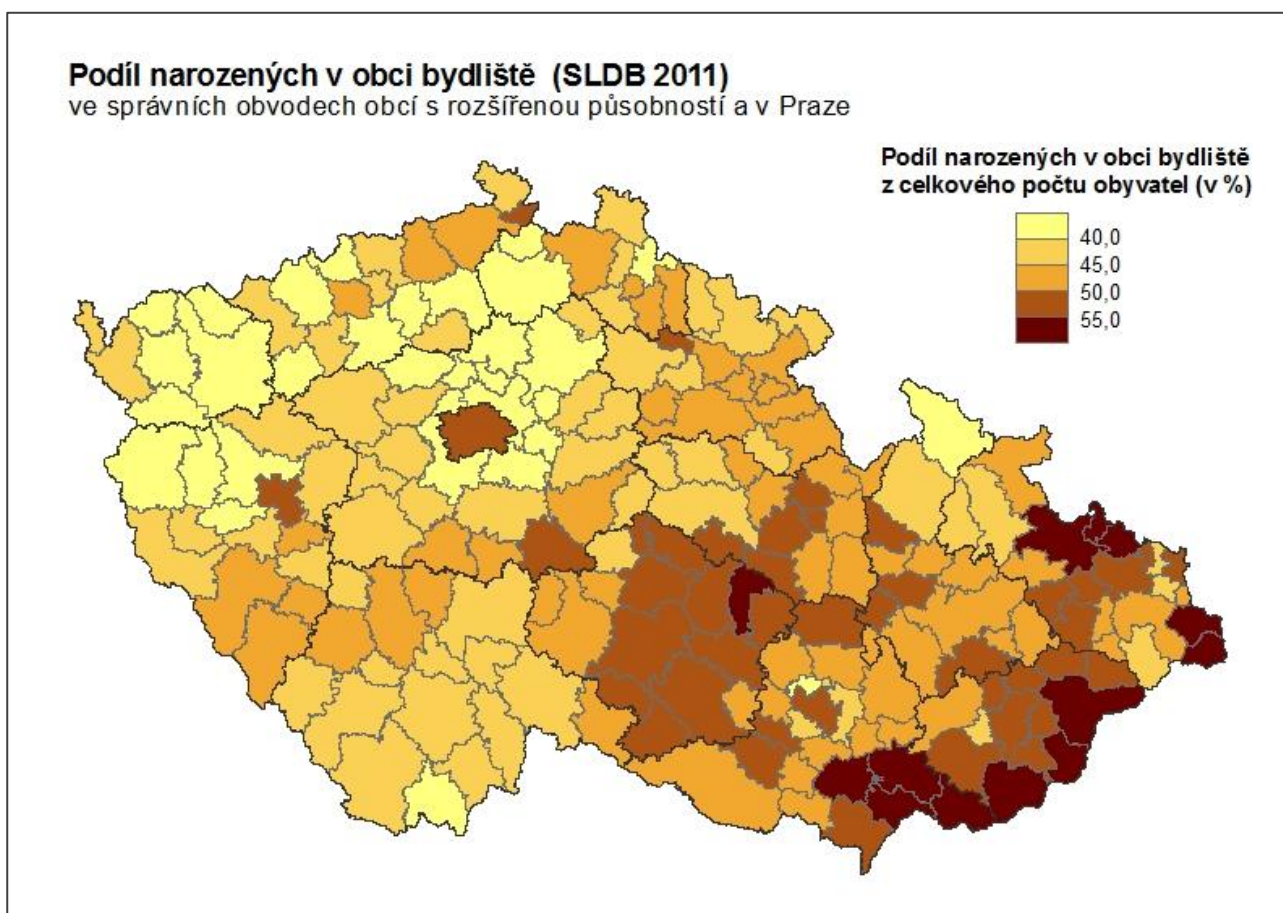 Podíl narozených v obci bydliště (SLDB 2011)
ve správních obvodech obcí s rozšířenou působností a v Praze
Podíl narozených v obci bydliště
z celkového počtu obyvatel (v %)
40,0
45,0
50,0
55,0